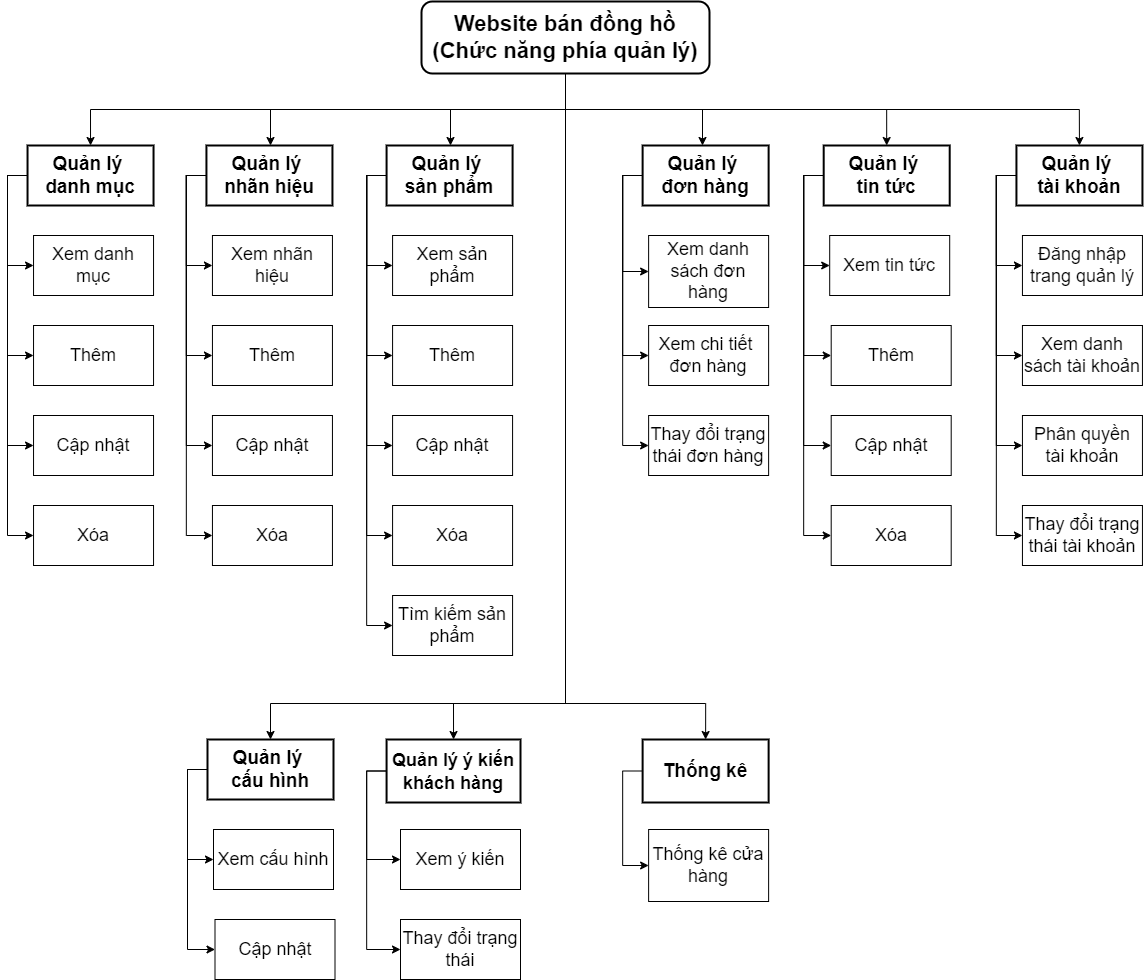 Website bán đồng hồ
(Chức năng phía quản lý)
Quản lý
danh mục
Xem danh
mục
Thêm
Cập nhật
Xóa
Quản lý
nhãn hiệu
Xem nhãn
hiệu
Thêm
Cập nhật
Xóa
Quản lý
sản phẩm
Xem sản
phẩm
Thêm
Cập nhật
Xóa
Tìm kiếm sản
phẩm
Quản lý
đơn hàng
Xem danh
sách đơn
hàng
Xem chi tiết
đơn hàng
Thay đổi trạng
thái đơn hàng
Quản lý
tin tức
Xem tin tức
Thêm
Cập nhật
Xóa
Quản lý
tài khoản
Đăng nhập
trang quản lý
Xem danh
sách tài khoản
Phân quyền
tài khoản
Thay đổi trạng
thái tài khoản
Quản lý
cấu hình
Xem cấu hình
Cập nhật
Quản lý ý kiến
khách hàng
Xem ý kiến
Thay đổi trạng
thái
Thống kê
Thống kê cửa
hàng